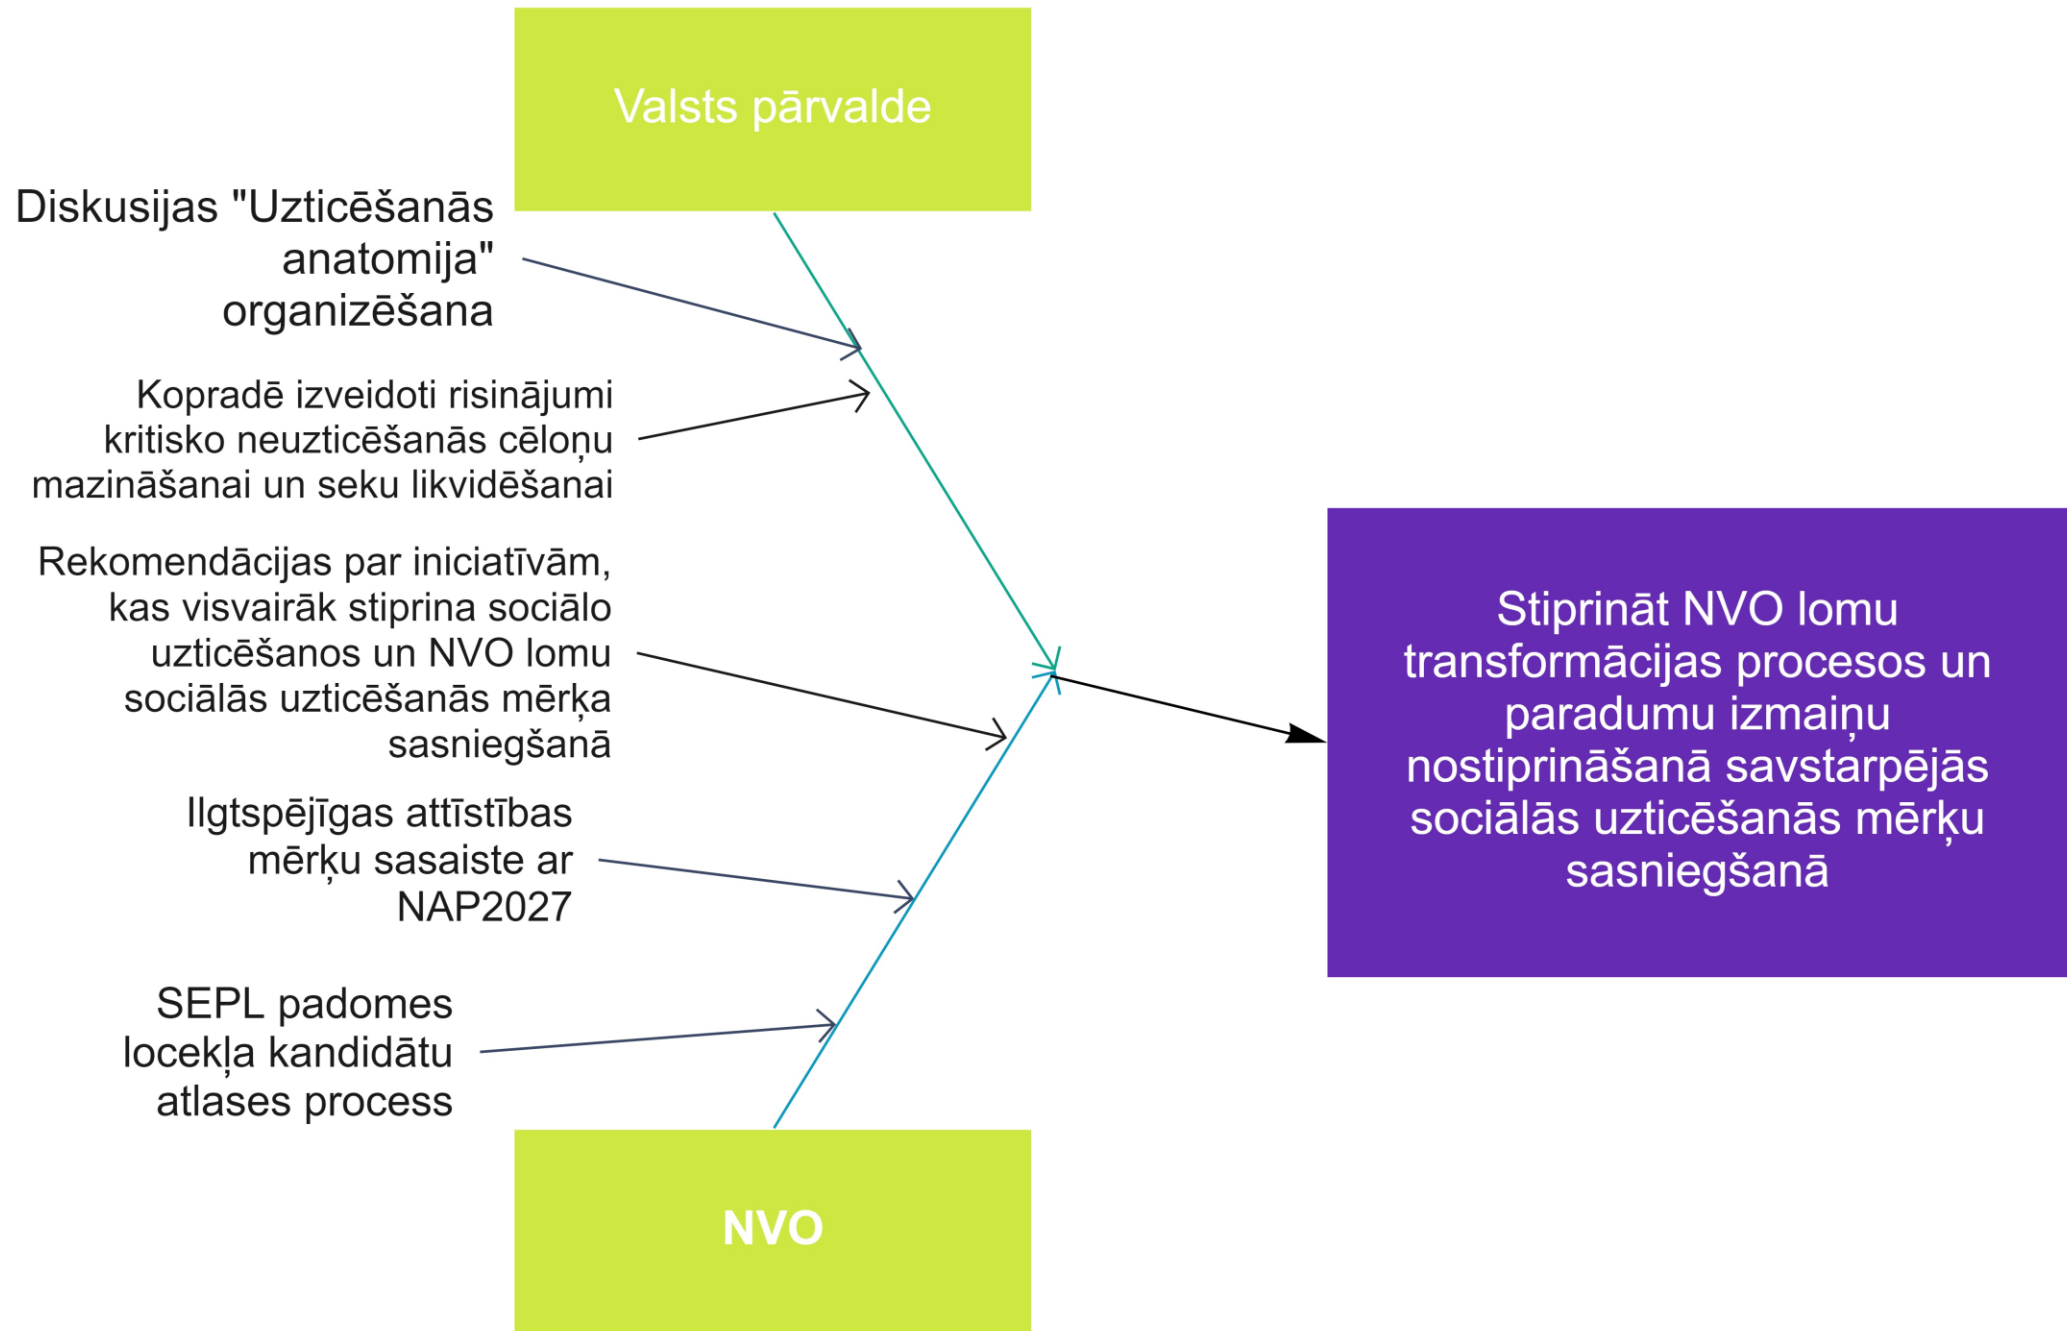 Valsts pārvalde
Diskusijas "Uzticēšanās
anatomija"
organizēšana
Kopradē izveidoti risinājumi
kritisko neuzticēšanās cēloņu
mazināšanai un seku likvidēšanai
Rekomendācijas par iniciatīvām,
kas visvairāk stiprina sociālo
uzticēšanos un NVO lomu
sociālās uzticēšanās mērķa
sasniegšanā
Ilgtspējīgas attīstības
mērķu sasaiste ar
NAP2027
SEPL padomes
locekļa kandidātu
atlases process
NVO
Stiprināt NVO lomu
transformācijas procesos un
paradumu izmaiņu
nostiprināšanā savstarpējās
sociālās uzticēšanās mērķu
sasniegšanā